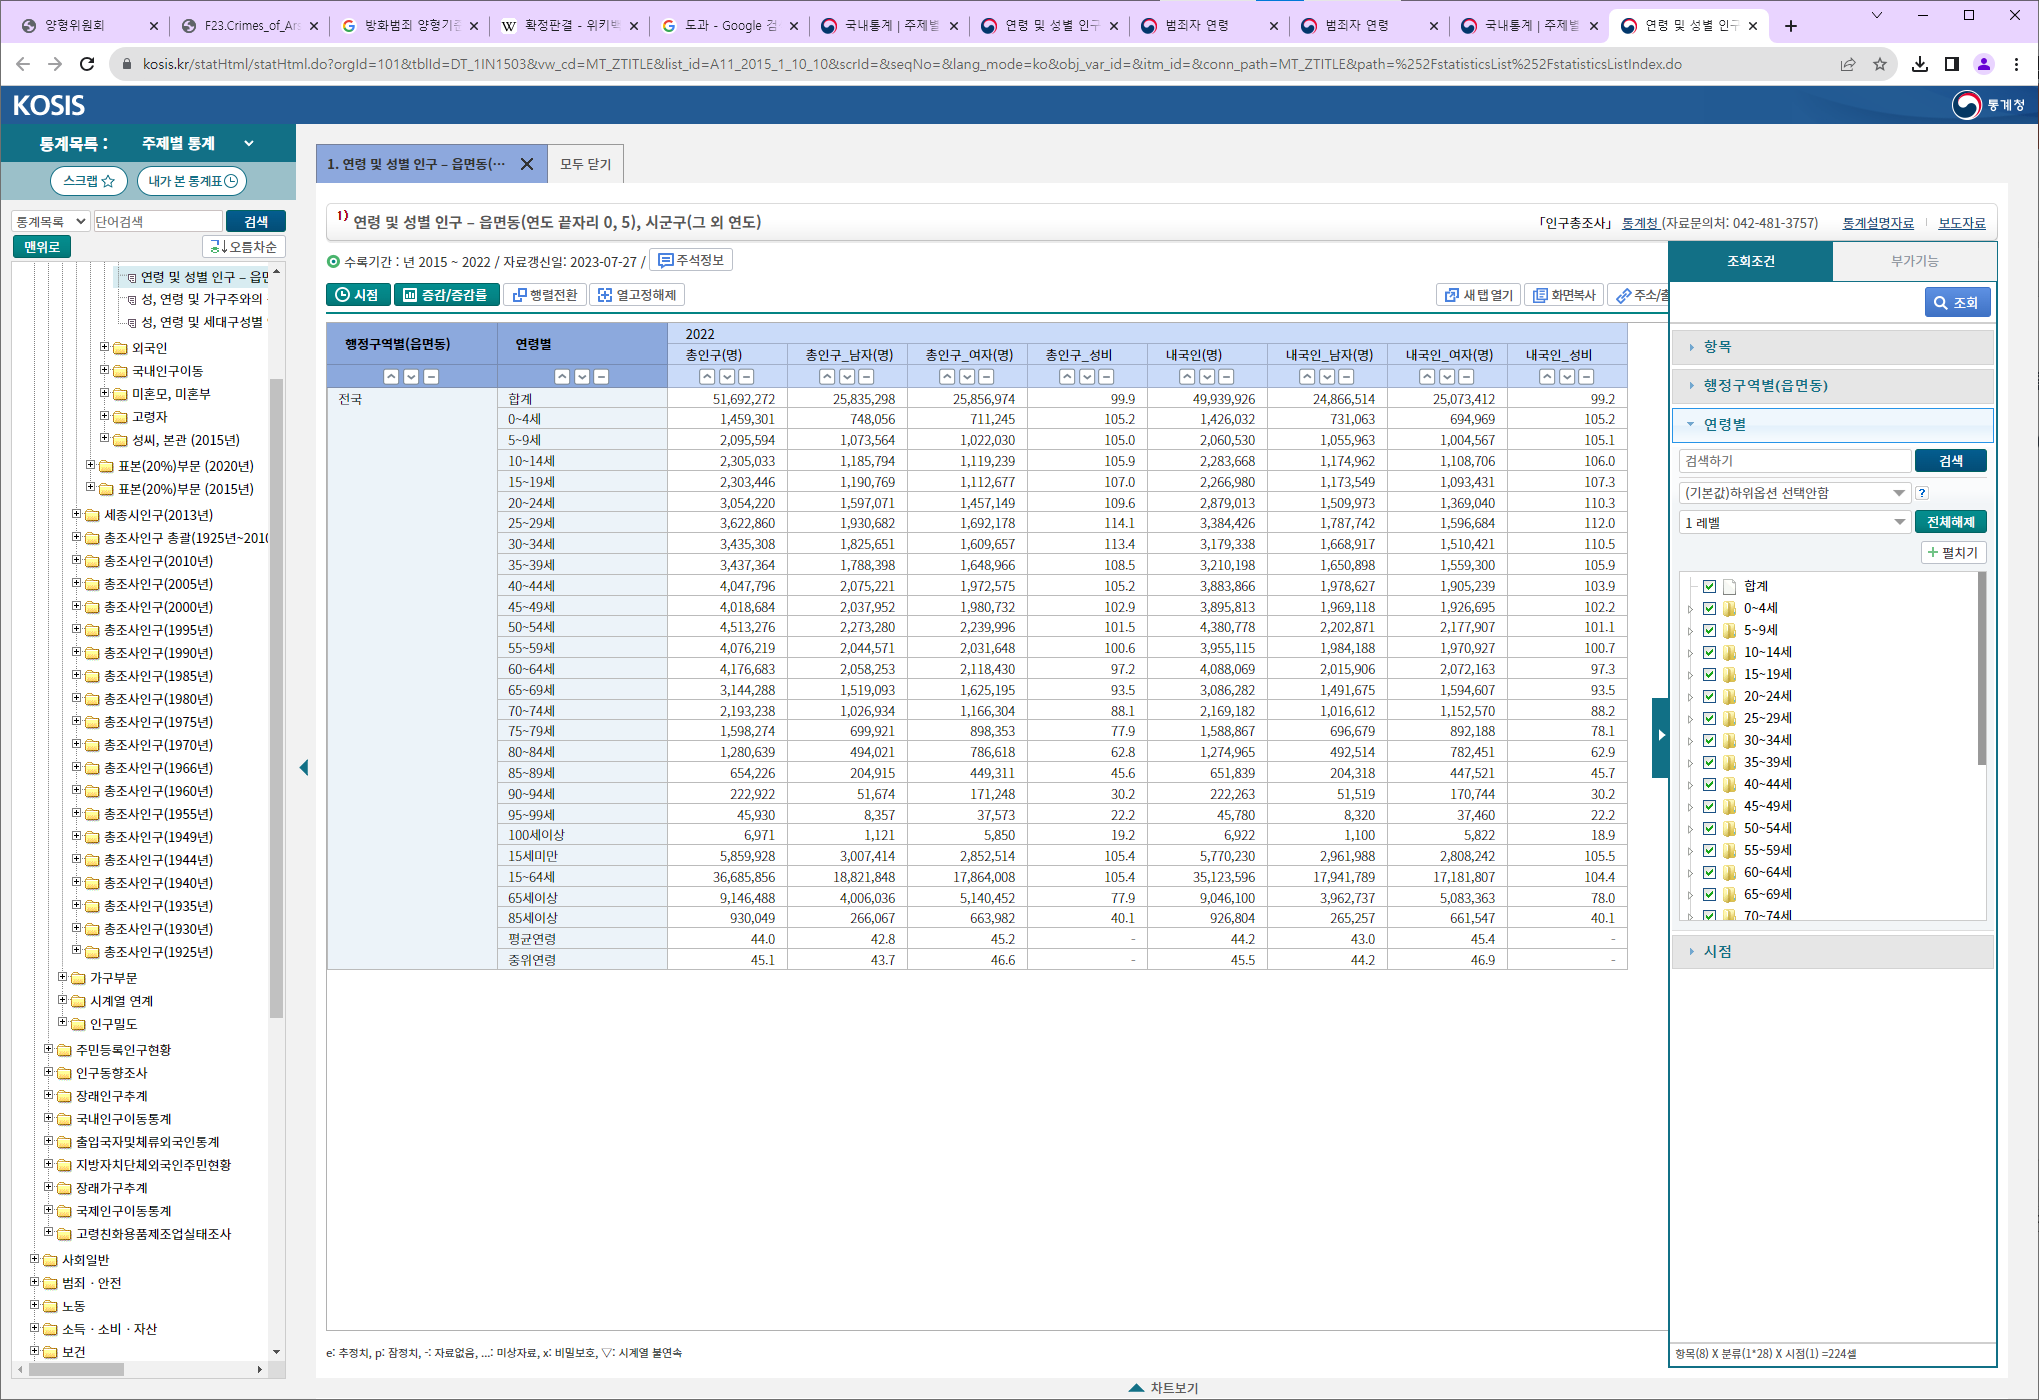 양형위원회
F23.Crimes_of_Ars
방화범죄 양형기준
확정판결 - 위키백
도과 - Google 검
국내통계 | 주제별
연령 및 성별 인구
범죄자 연령
범죄자 연령
국내통계 | 주제별
연령 및 성별 인구
kosis.kr/statHtml/statHtml.do?orgId=101&tblId=DT_1IN1503&vw_cd=MT_ZTITLE&list_id=A11_2015_1_10_10&scrId=&seqNo=&lang_mode=ko&obj_var_id=&itm_id=&conn_path=MT_ZTITLE&path=%252FstatisticsList%252FstatisticsListIndex.do
KOSIS
통계청
통계목록 : 주제별 통계
스크랩 내가 본 통계표
통계목록 단어검색 검색
맨위로 오름차순
연령 및 성별 인구 – 읍면
성, 연령 및 가구주와의
성, 연령 및 세대구성별
외국인
국내인구이동
미혼모, 미혼부
고령자
성씨, 본관 (2015년)
표본(20%)부문 (2020년)
표본(20%)부문 (2015년)
세종시인구(2013년)
총조사인구 총괄(1925년~2010
총조사인구(2010년)
총조사인구(2005년)
총조사인구(2000년)
총조사인구(1995년)
총조사인구(1990년)
총조사인구(1985년)
총조사인구(1980년)
총조사인구(1975년)
총조사인구(1970년)
총조사인구(1966년)
총조사인구(1960년)
총조사인구(1955년)
총조사인구(1949년)
총조사인구(1944년)
총조사인구(1940년)
총조사인구(1935년)
총조사인구(1930년)
총조사인구(1925년)
가구부문
시계열 연계
인구밀도
주민등록인구현황
인구동향조사
장래인구추계
국내인구이동통계
출입국자및체류외국인통계
지방자치단체외국인주민현황
장래가구추계
국제인구이동통계
고령친화용품제조업실태조사
사회일반
범죄ㆍ안전
노동
소득ㆍ소비ㆍ자산
보건
1. 연령 및 성별 인구 – 읍면동(⋯ 모두 닫기
1) 연령 및 성별 인구 – 읍면동(연도 끝자리 0, 5), 시군구(그 외 연도)
「인구총조사」 통계청 (자료문의처: 042-481-3757) 통계설명자료 보도자료
수록기간 : 년 2015 ~ 2022 / 자료갱신일: 2023-07-27 / 주석정보
시점 증감/증감률 행렬전환 열고정해제 새 탭 열기 화면복사 주소/출
행정구역별(읍면동) 연령별 2022
총인구(명) 총인구_남자(명) 총인구_여자(명) 총인구_성비 내국인(명) 내국인_남자(명) 내국인_여자(명) 내국인_성비
전국 합계 51,692,272 25,835,298 25,856,974 99.9 49,939,926 24,866,514 25,073,412 99.2
0~4세 1,459,301 748,056 711,245 105.2 1,426,032 731,063 694,969 105.2
5~9세 2,095,594 1,073,564 1,022,030 105.0 2,060,530 1,055,963 1,004,567 105.1
10~14세 2,305,033 1,185,794 1,119,239 105.9 2,283,668 1,174,962 1,108,706 106.0
15~19세 2,303,446 1,190,769 1,112,677 107.0 2,266,980 1,173,549 1,093,431 107.3
20~24세 3,054,220 1,597,071 1,457,149 109.6 2,879,013 1,509,973 1,369,040 110.3
25~29세 3,622,860 1,930,682 1,692,178 114.1 3,384,426 1,787,742 1,596,684 112.0
30~34세 3,435,308 1,825,651 1,609,657 113.4 3,179,338 1,668,917 1,510,421 110.5
35~39세 3,437,364 1,788,398 1,648,966 108.5 3,210,198 1,650,898 1,559,300 105.9
40~44세 4,047,796 2,075,221 1,972,575 105.2 3,883,866 1,978,627 1,905,239 103.9
45~49세 4,018,684 2,037,952 1,980,732 102.9 3,895,813 1,969,118 1,926,695 102.2
50~54세 4,513,276 2,273,280 2,239,996 101.5 4,380,778 2,202,871 2,177,907 101.1
55~59세 4,076,219 2,044,571 2,031,648 100.6 3,955,115 1,984,188 1,970,927 100.7
60~64세 4,176,683 2,058,253 2,118,430 97.2 4,088,069 2,015,906 2,072,163 97.3
65~69세 3,144,288 1,519,093 1,625,195 93.5 3,086,282 1,491,675 1,594,607 93.5
70~74세 2,193,238 1,026,934 1,166,304 88.1 2,169,182 1,016,612 1,152,570 88.2
75~79세 1,598,274 699,921 898,353 77.9 1,588,867 696,679 892,188 78.1
80~84세 1,280,639 494,021 786,618 62.8 1,274,965 492,514 782,451 62.9
85~89세 654,226 204,915 449,311 45.6 651,839 204,318 447,521 45.7
90~94세 222,922 51,674 171,248 30.2 222,263 51,519 170,744 30.2
95~99세 45,930 8,357 37,573 22.2 45,780 8,320 37,460 22.2
100세이상 6,971 1,121 5,850 19.2 6,922 1,100 5,822 18.9
15세미만 5,859,928 3,007,414 2,852,514 105.4 5,770,230 2,961,988 2,808,242 105.5
15~64세 36,685,856 18,821,848 17,864,008 105.4 35,123,596 17,941,789 17,181,807 104.4
65세이상 9,146,488 4,006,036 5,140,452 77.9 9,046,100 3,962,737 5,083,363 78.0
85세이상 930,049 266,067 663,982 40.1 926,804 265,257 661,547 40.1
평균연령 44.0 42.8 45.2 - 44.2 43.0 45.4 -
중위연령 45.1 43.7 46.6 - 45.5 44.2 46.9 -
e: 추정치, p: 잠정치, -: 자료없음, ...: 미상자료, x: 비밀보호, ▽: 시계열 불연속
차트보기
조회조건 부가기능
조회
항목
행정구역별(읍면동)
연령별
검색하기 검색
(기본값)하위옵션 선택안함 ?
1 레벨 전체해제
+ 펼치기
합계
0~4세
5~9세
10~14세
15~19세
20~24세
25~29세
30~34세
35~39세
40~44세
45~49세
50~54세
55~59세
60~64세
65~69세
70~74세
시점
항목(8) X 분류(1*28) X 시점(1) =224셀